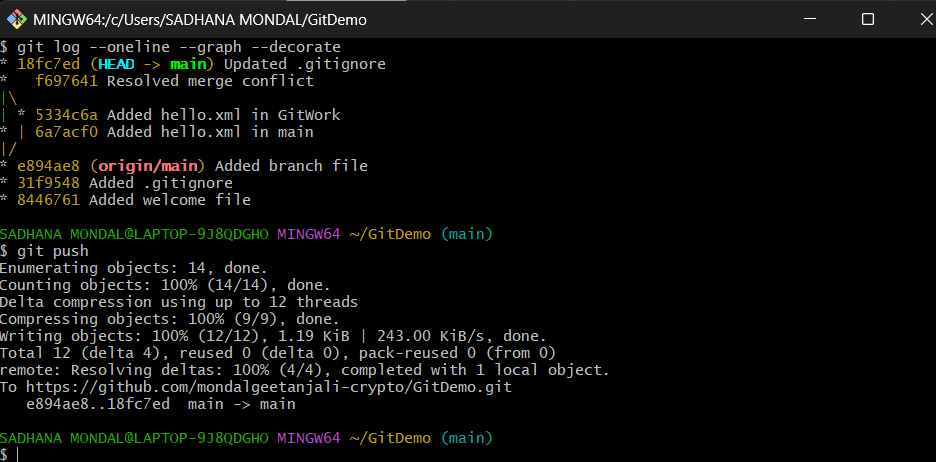 MINGW64:/c/Users/SADHANA MONDAL/GitDemo
$ git log --oneline --graph --decorate
* 18fc7ed (HEAD -> main) Updated .gitignore
*   f697641 Resolved merge conflict
|\
| * 5334c6a Added hello.xml in GitWork
* | 6a7acf0 Added hello.xml in main
|/
* e894ae8 (origin/main) Added branch file
* 31f9548 Added .gitignore
* 8446761 Added welcome file
SADHANA MONDAL@LAPTOP-9J8QDGHO MINGW64 ~/GitDemo (main)
$ git push
Enumerating objects: 14, done.
Counting objects: 100% (14/14), done.
Delta compression using up to 12 threads
Compressing objects: 100% (9/9), done.
Writing objects: 100% (12/12), 1.19 KiB | 243.00 KiB/s, done.
Total 12 (delta 4), reused 0 (delta 0), pack-reused 0 (from 0)
remote: Resolving deltas: 100% (4/4), completed with 1 local object.
To https://github.com/mondalgeetanjali-crypto/GitDemo.git
   e894ae8..18fc7ed  main -> main
SADHANA MONDAL@LAPTOP-9J8QDGHO MINGW64 ~/GitDemo (main)
$